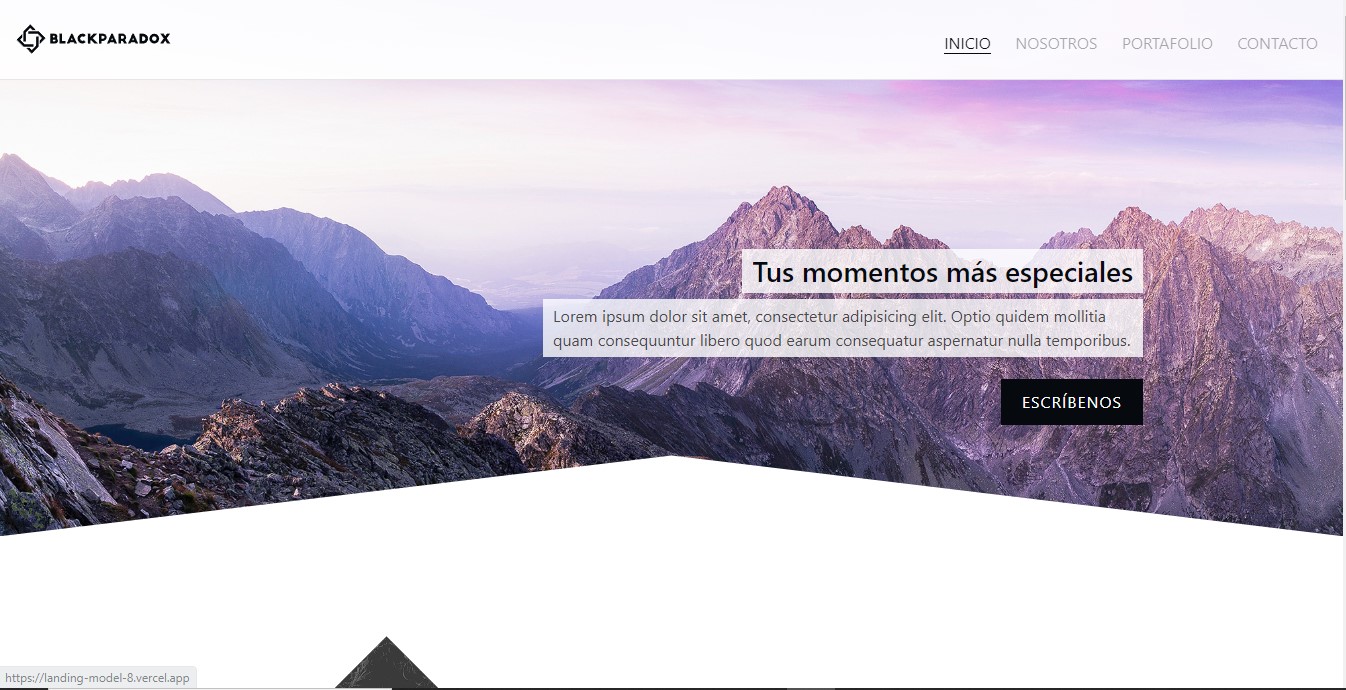 BLACKPARADOX
INICIO NOSOTROS PORTAFOLIO CONTACTO
Tus momentos más especiales
Lorem ipsum dolor sit amet, consectetur adipisicing elit. Optio quidem mollitia
quam consequuntur libero quod earum consequatur aspernatur nulla temporibus.
ESCRÍBENOS
https://landing-model-8.vercel.app